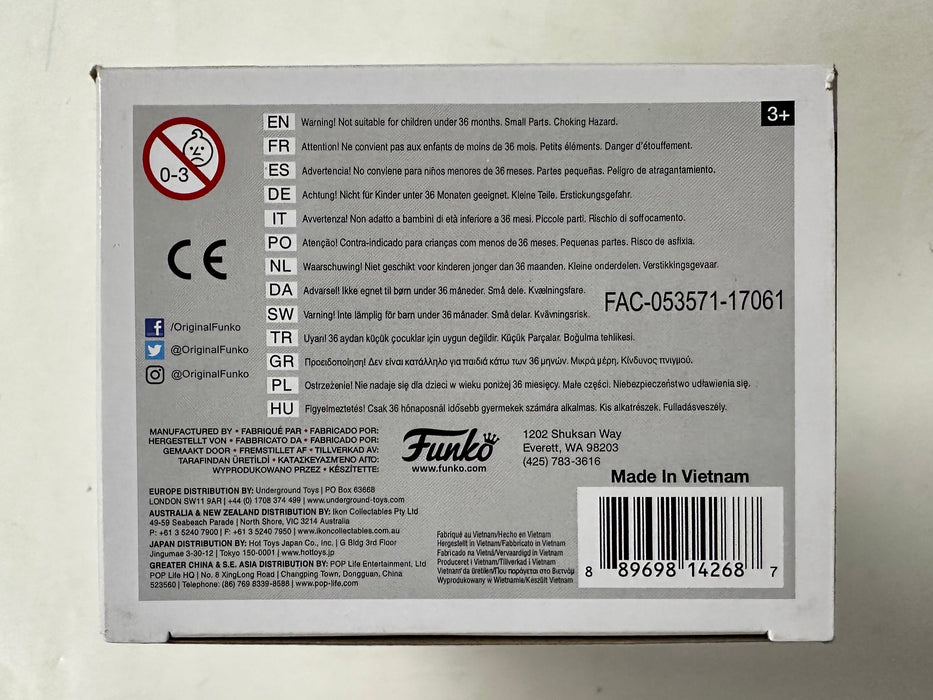 3+
0-3
EN Warning! Not suitable for children under 36 months. Small Parts. Choking Hazard.
FR Attention! Ne convient pas aux enfants de moins de 36 mois. Petits éléments. Danger d'étouffement.
ES Advertencia! No conviene para niños menores de 36 meses. Partes pequeñas. Peligro de atragantamiento.
DE Achtung! Nicht für Kinder unter 36 Monaten geeignet. Kleine Teile. Erstickungsgefahr.
IT Avvertenza! Non adatto a bambini di età inferiore a 36 mesi. Piccole parti. Rischio di soffocamento.
PO Atenção! Contra-indicado para crianças com menos de 36 meses. Pequenas partes. Risco de asfixia.
NL Waarschuwing! Niet geschikt voor kinderen jonger dan 36 maanden. Kleine onderdelen. Verstikkingsgevaar.
DA Advarsel! Ikke egnet til børn under 36 måneder. Små dele. Kvælningsfare.
SW Varning! Inte lämplig för barn under 36 månader. Små delar. Kvävningsrisk.
TR Uyarı! 36 aydan küçük çocuklar için uygun değildir. Küçük Parçalar. Boğulma tehlikesi.
GR Προειδοποίηση! Δεν είναι κατάλληλο για παιδιά κάτω των 36 μηνών. Μικρα μέρη. Κίνδυνος πνιγμού.
PL Ostrzeżenie! Nie nadaje się dla dzieci w wieku poniżej 36 miesięcy. Małe części. Niebezpieczeństwo udławienia się.
HU Figyelmeztetés! Csak 36 hónaposnál idősebb gyermekek számára alkalmas. Kis alkatrészek. Fulladásveszély.
FAC-053571-17061
CE
/OriginalFunko
@OriginalFunko
@OriginalFunko
MANUFACTURED BY • FABRIQUÉ PAR • FABRICADO POR:
HERGESTELLT VON • FABBRICATO DA • FABRICADO POR:
GEMAAKT DOOR • FREMSTILLET AF • TILLVERKAD AV:
TARAFINDAN ÜRETİLDİ • ΚΑΤΑΣΚΕΥΑΣΜΕΝΟ ΑΠΟ:
WYPRODUKOWANO PRZEZ • KÉSZÍTETTE:
Funko
www.funko.com
1202 Shuksan Way
Everett, WA 98203
(425) 783-3616
Made In Vietnam
EUROPE DISTRIBUTION BY: Underground Toys | PO Box 63668
LONDON SW11 9AR | +44 (0) 1708 374 499 | www.underground-toys.com
AUSTRALIA & NEW ZEALAND DISTRIBUTION BY: Ikon Collectables Pty Ltd
49-59 Seabeach Parade | North Shore, VIC 3214 Australia
P: +61 3 5240 7900 | F: +61 3 5240 7950 | www.ikoncollectables.com.au
JAPAN DISTRIBUTION BY: Hot Toys Japan Co., Inc. | G Bldg 3rd Floor
Jingumae 3-30-12 | Tokyo 150-0001 | www.hottoys.jp
GREATER CHINA & S.E. ASIA DISTRIBUTION BY: POP Life Entertainment, Ltd
POP Life HQ | No. 8 XingLong Road | Changping Town, Dongguan, China
523560 | Telephone: (86) 769 8339-8588 | www.pop-life.com
Fabriqué au Vietnam/Hecho en Vietnam
Hergestellt in Vietnam/Fabbricato in Vietnam
Fabricado na Vietnã/Vervaardigd in Vietnam
Produceret i Vietnam/Tillverkad i Vietnam
Vietnam'da üretilen/Που παράγεται στο Βιετνάμ
Wyprodukowany w Wietnamie/Készült Vietnam
8 89698 14268 7